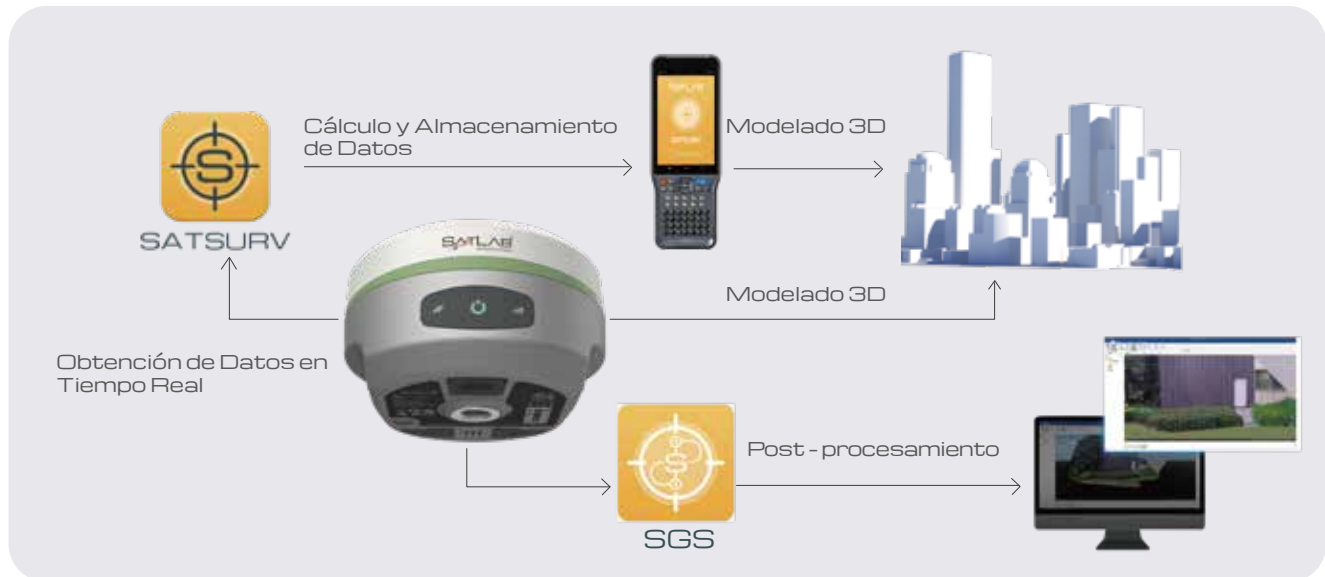 Cálculo y Almacenamiento
de Datos
Modelado 3D
SATSURV
SATLAB
Modelado 3D
Obtención de Datos en
Tiempo Real
Post - procesamiento
SGS